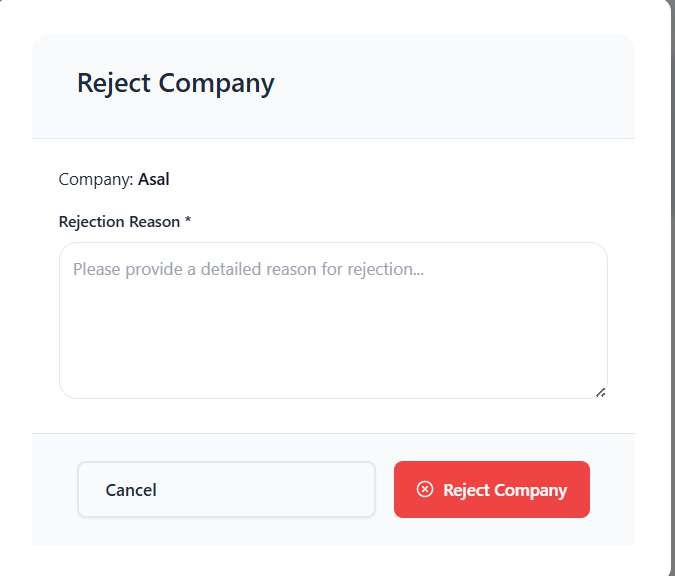 Reject Company
Company: Asal
Rejection Reason *
Please provide a detailed reason for rejection...
Cancel
Reject Company